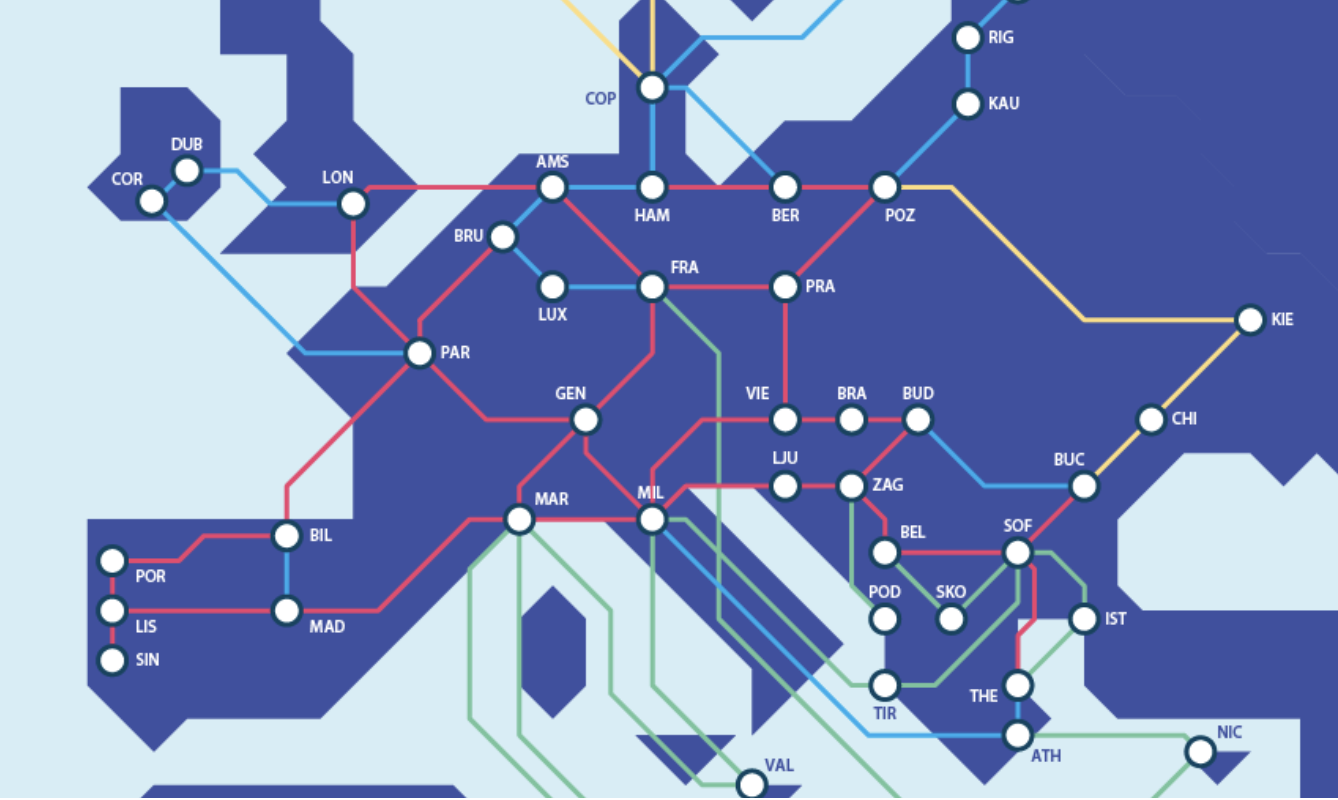 RIG
COP
KAU
DUB
COR
LON
AMS
HAM
BER
POZ
BRU
FRA
LUX
PRA
KIE
PAR
GEN
VIE
BRA
BUD
CHI
LJU
ZAG
BUC
MAR
MIL
BIL
BEL
SOF
POR
POD
SKO
LIS
MAD
IST
SIN
THE
TIR
NIC
ATH
VAL